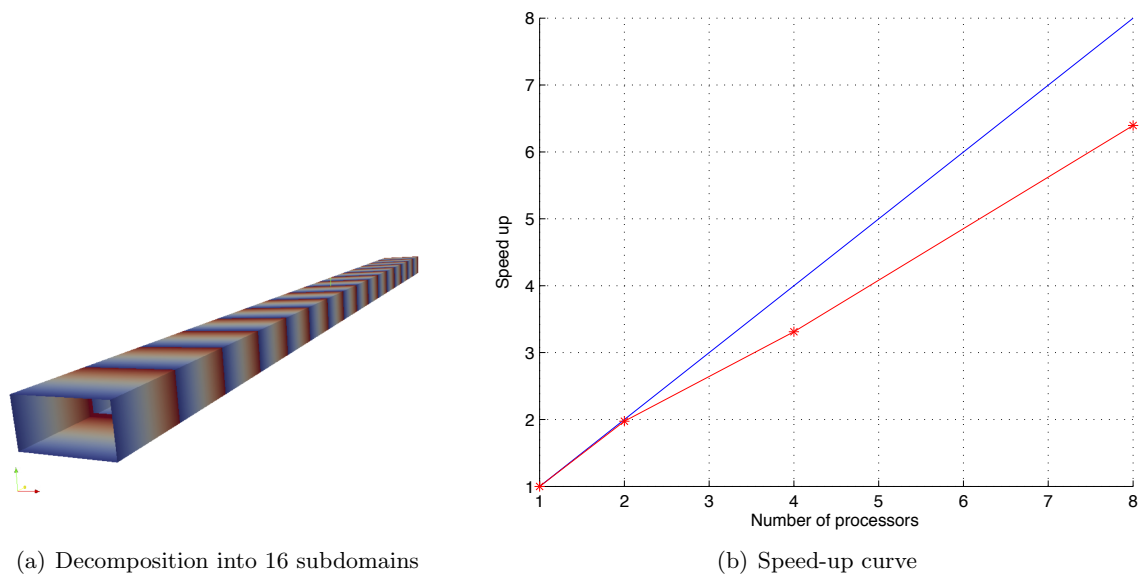 8
7
6
5
4
3
2
1
Speed up
1 2 3 4 5 6 7 8
Number of processors
(a) Decomposition into 16 subdomains
(b) Speed-up curve